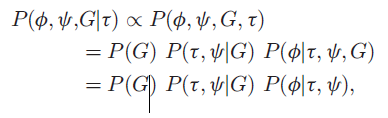 P(ϕ, ψ,G|τ) ∝ P(ϕ, ψ, G, τ)
= P(G) P(τ, ψ|G) P(ϕ|τ, ψ, G)
= P(G) P(τ, ψ|G) P(ϕ|τ, ψ),